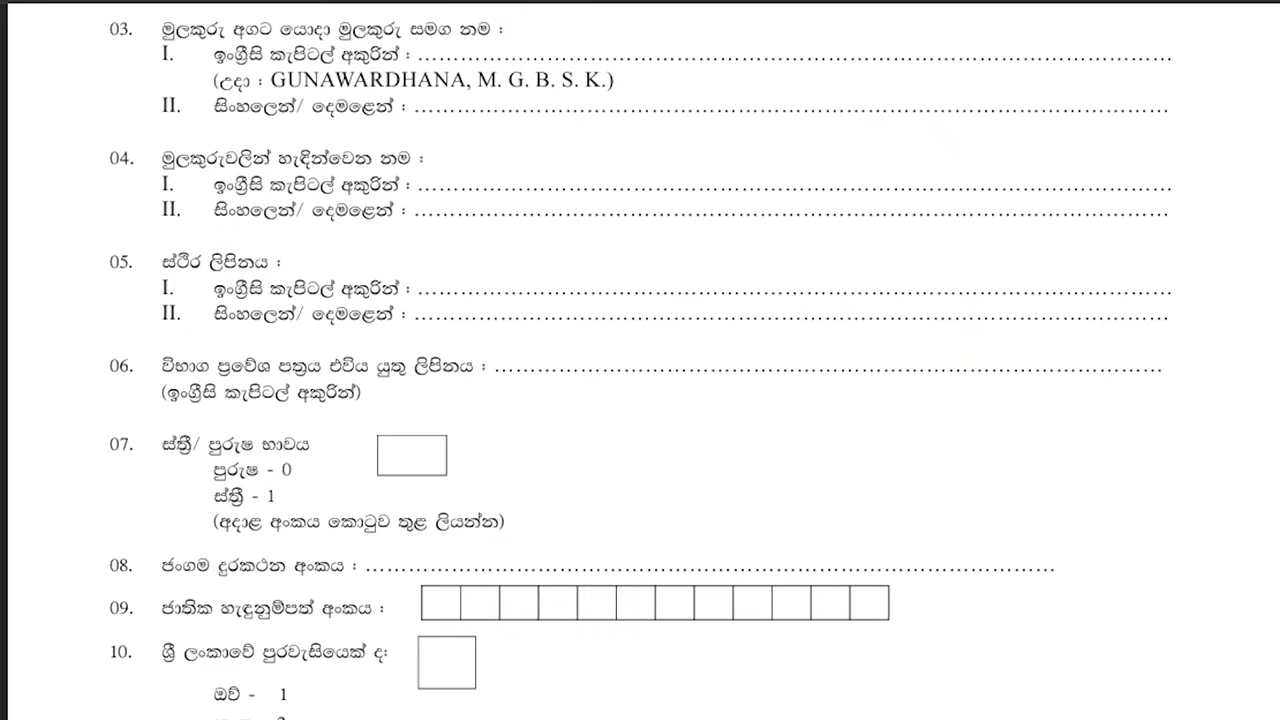 03. මුලකුරු අගට යොදා මුලකුරු සමග නම :
I. ඉංග්‍රීසි කැපිටල් අකුරින් : ........................................................................
(උදා : GUNAWARDHANA, M. G. B. S. K.)
II. සිංහලෙන්/ දෙමළෙන් : ........................................................................
04. මුලකුරුවලින් හැඳින්වෙන නම :
I. ඉංග්‍රීසි කැපිටල් අකුරින් : ........................................................................
II. සිංහලෙන්/ දෙමළෙන් : ........................................................................
05. ස්ථිර ලිපිනය :
I. ඉංග්‍රීසි කැපිටල් අකුරින් : ........................................................................
II. සිංහලෙන්/ දෙමළෙන් : ........................................................................
06. විභාග ප්‍රවේශ පත්‍රය එවිය යුතු ලිපිනය : ................................................................
(ඉංග්‍රීසි කැපිටල් අකුරින්)
07. ස්ත්‍රී/ පුරුෂ භාවය
පුරුෂ - 0
ස්ත්‍රී - 1
(අදාළ අංකය කොටුව තුළ ලියන්න)
08. ජංගම දුරකථන අංකය : ................................................................
09. ජාතික හැඳුනුම්පත් අංකය :
10. ශ්‍රී ලංකාවේ පුරවැසියෙක් ද:
ඔව් - 1